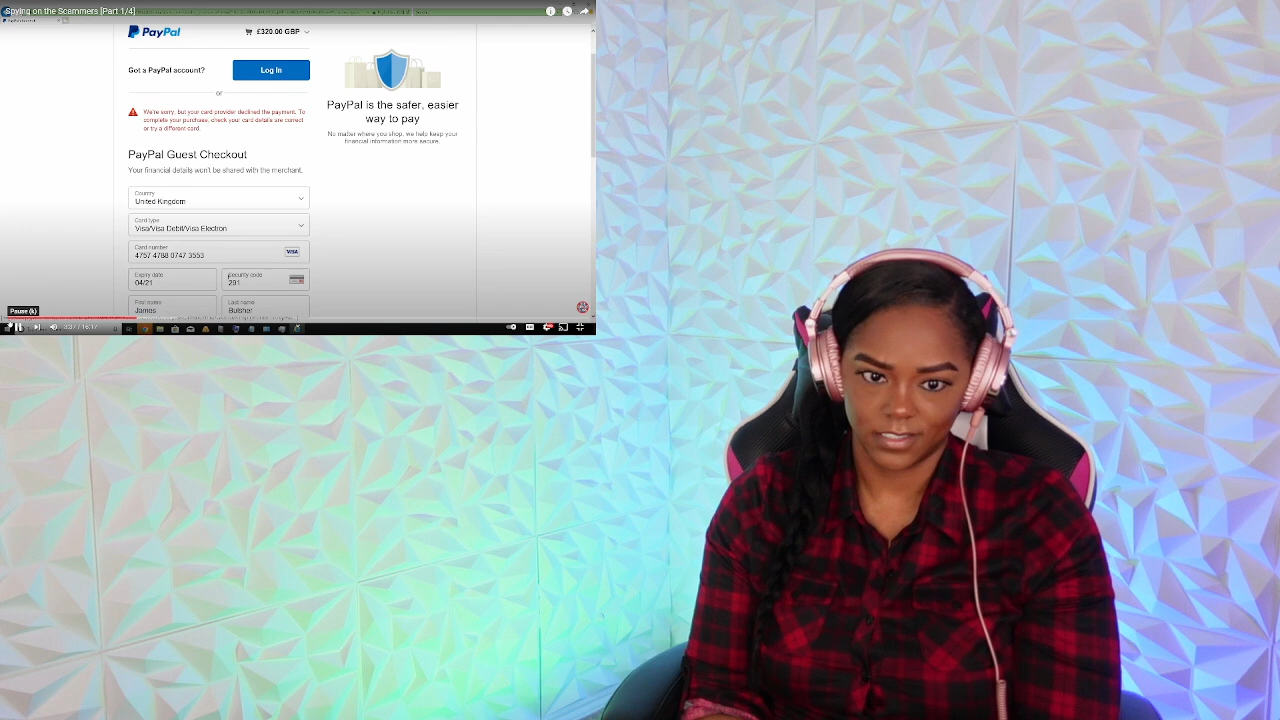 Spying on the Scammers [Part 1/4]
PayPal
£320.00 GBP
Got a PayPal account?
Log In
or
We're sorry, but your card provider declined the payment. To
complete your purchase, check your card details are correct
or try a different card.
PayPal Guest Checkout
Your financial details won't be shared with the merchant.
Country
United Kingdom
Card type
Visa/Visa Debit/Visa Electron
Card number
4757 4788 0747 3553
VISA
Expiry date
04/21
Security code
291
First name
James
Last name
Bulsher
PayPal is the safer, easier
way to pay
No matter where you shop, we help keep your
financial information more secure.
Pause (k)
3:37 / 16:17